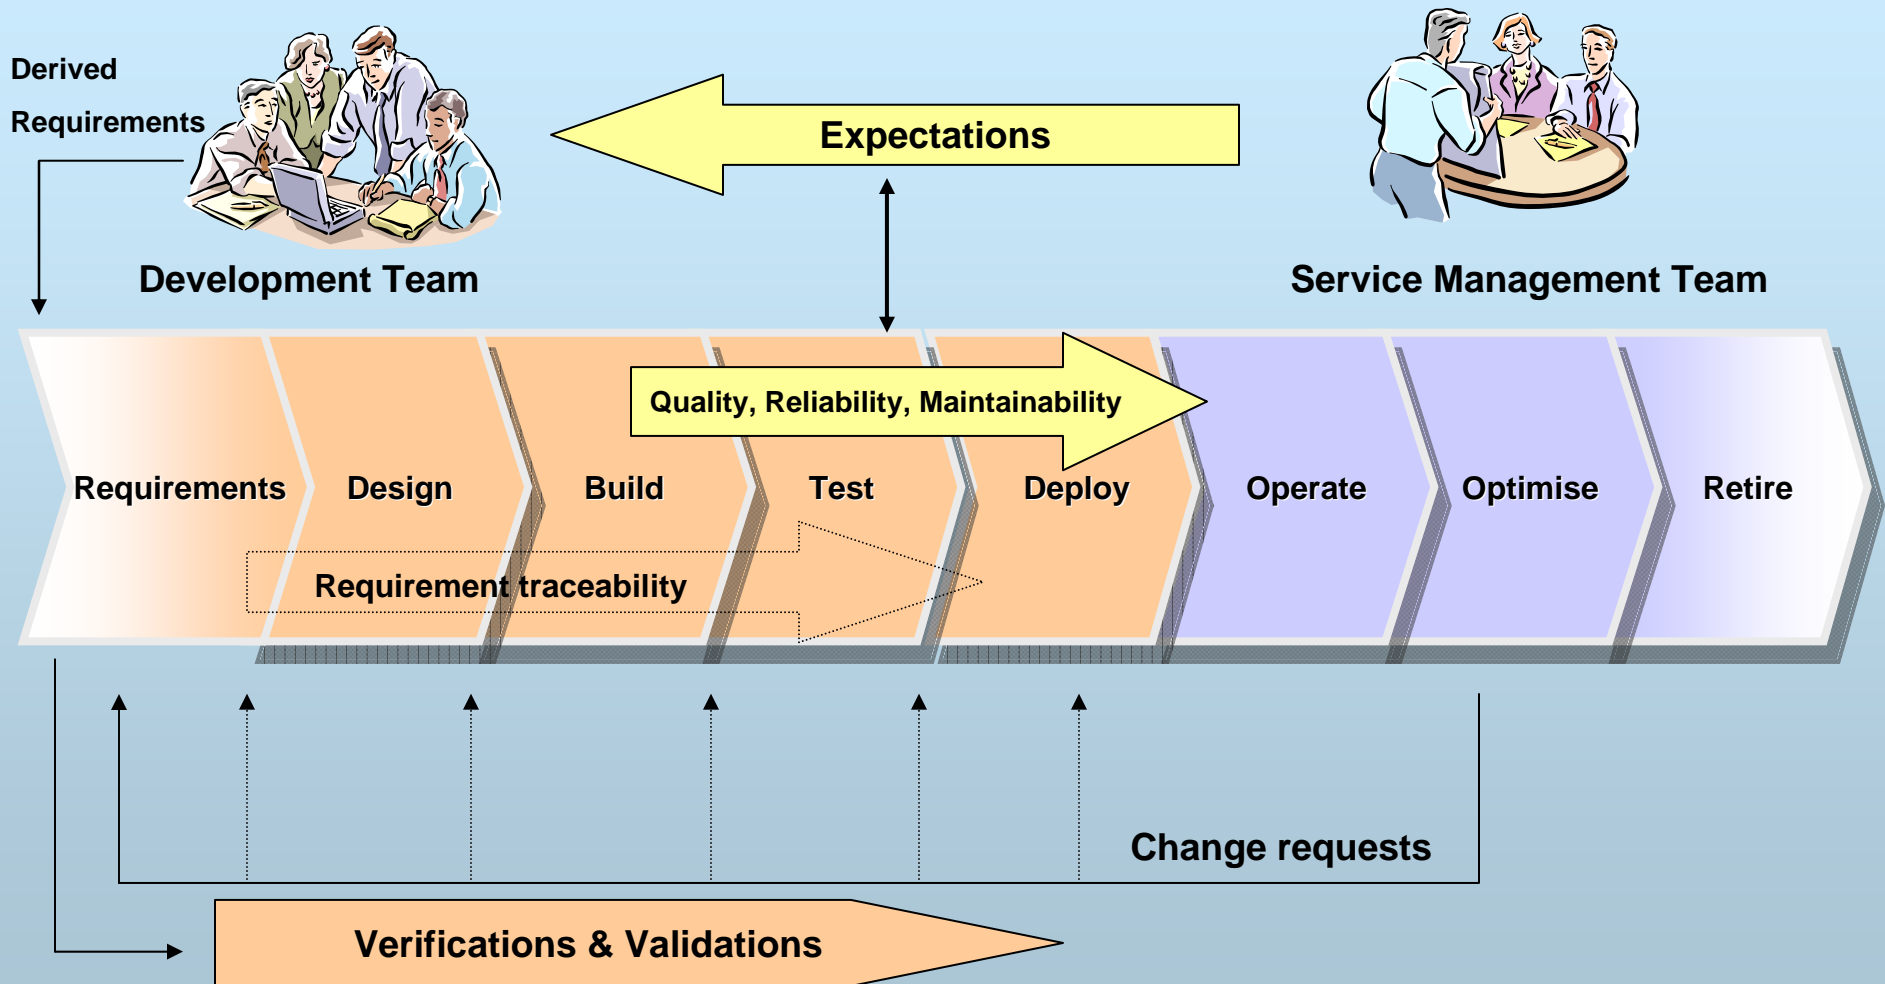 Derived
Requirements
Expectations
Development Team
Service Management Team
Quality, Reliability, Maintainability
Requirements
Design
Build
Test
Deploy
Operate
Optimise
Retire
Requirement traceability
Change requests
Verifications & Validations